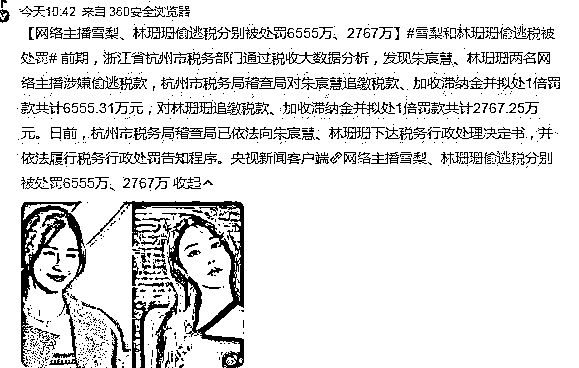 今天10:42 来自 360安全浏览器
【网络主播雪梨、林珊珊偷逃税分别被处罚6555万、2767万】#雪梨和林珊珊偷逃税被
处罚# 前期，浙江省杭州市税务部门通过税收大数据分析，发现朱宸慧、林珊珊两名网
络主播涉嫌偷逃税款，杭州市税务局稽查局对朱宸慧追缴税款、加收滞纳金并拟处1倍罚
款共计6555.31万元，对林珊珊追缴税款、加收滞纳金并拟处1倍罚款共计2767.25万
元。日前，杭州市税务局稽查局已依法向朱宸慧、林珊珊下达税务行政处理决定书，并
依法履行税务行政处罚告知程序。央视新闻客户端网络主播雪梨、林珊珊偷逃税分别
被处罚6555万、2767万 收起